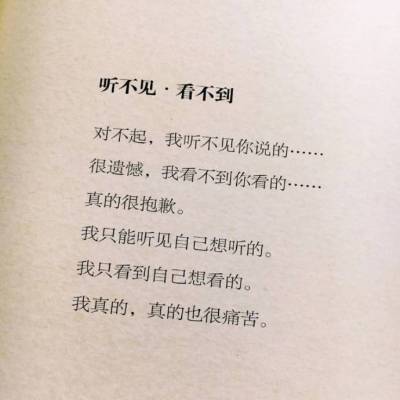 听不见·看不到
对不起，我听不见你说的……
很遗憾，我看不到你看的……
真的很抱歉。
我只能听见自己想听的。
我只看到自己想看的。
我真的，真的也很痛苦。